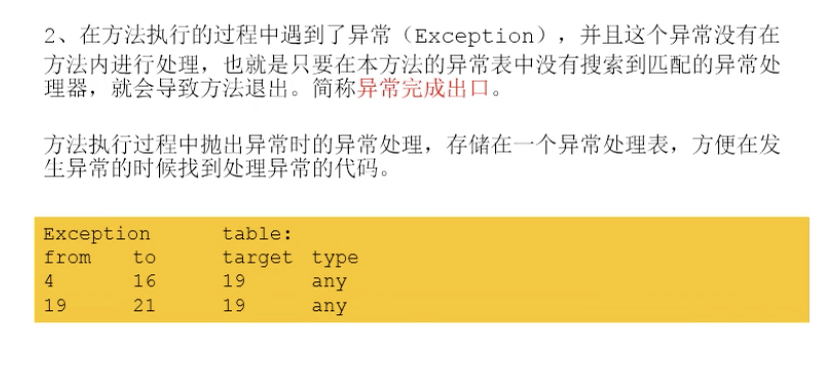 2、在方法执行的过程中遇到了异常（Exception），并且这个异常没有在
方法内进行处理，也就是只要在本方法的异常表中没有搜索到匹配的异常处
理器，就会导致方法退出。简称异常完成出口。
方法执行过程中抛出异常时的异常处理，存储在一个异常处理表，方便在发
生异常的时候找到处理异常的代码。
Exception table:
from to target type
4 16 19 any
19 21 19 any